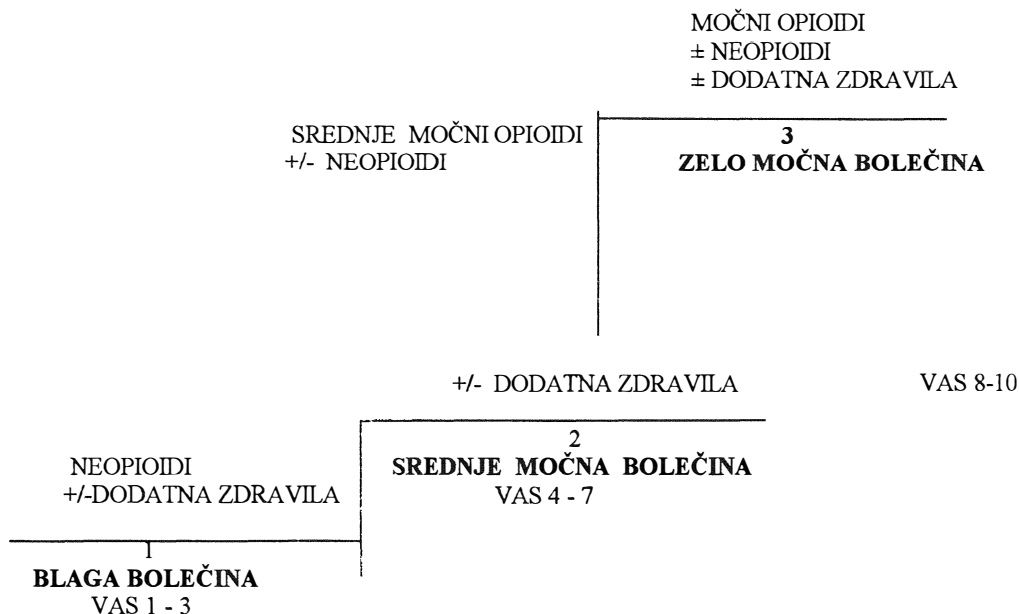 MOČNI OPIOIDI
± NEOPIOIDI
± DODATNA ZDRAVILA
SREDNJE MOČNI OPIOIDI
+/- NEOPIOIDI
3
ZELO MOČNA BOLEČINA
+/- DODATNA ZDRAVILA
VAS 8-10
2
SREDNJE MOČNA BOLEČINA
VAS 4 - 7
NEOPIOIDI
+/-DODATNA ZDRAVILA
1
BLAGA BOLEČINA
VAS 1 - 3